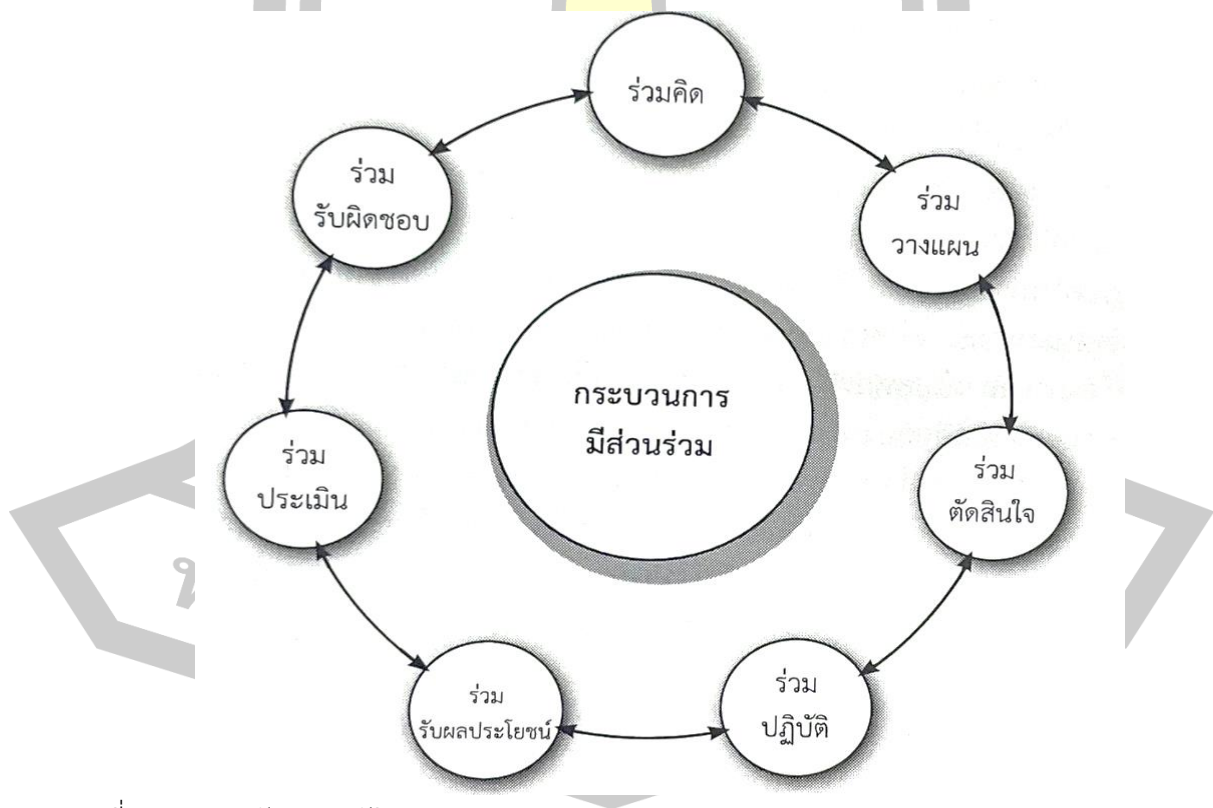 ร่วมคิด
ร่วม
วางแผน
ร่วม
ตัดสินใจ
ร่วม
ปฏิบัติ
ร่วม
รับผลประโยชน์
ร่วม
ประเมิน
ร่วม
รับผิดชอบ
กระบวนการ
มีส่วนร่วม